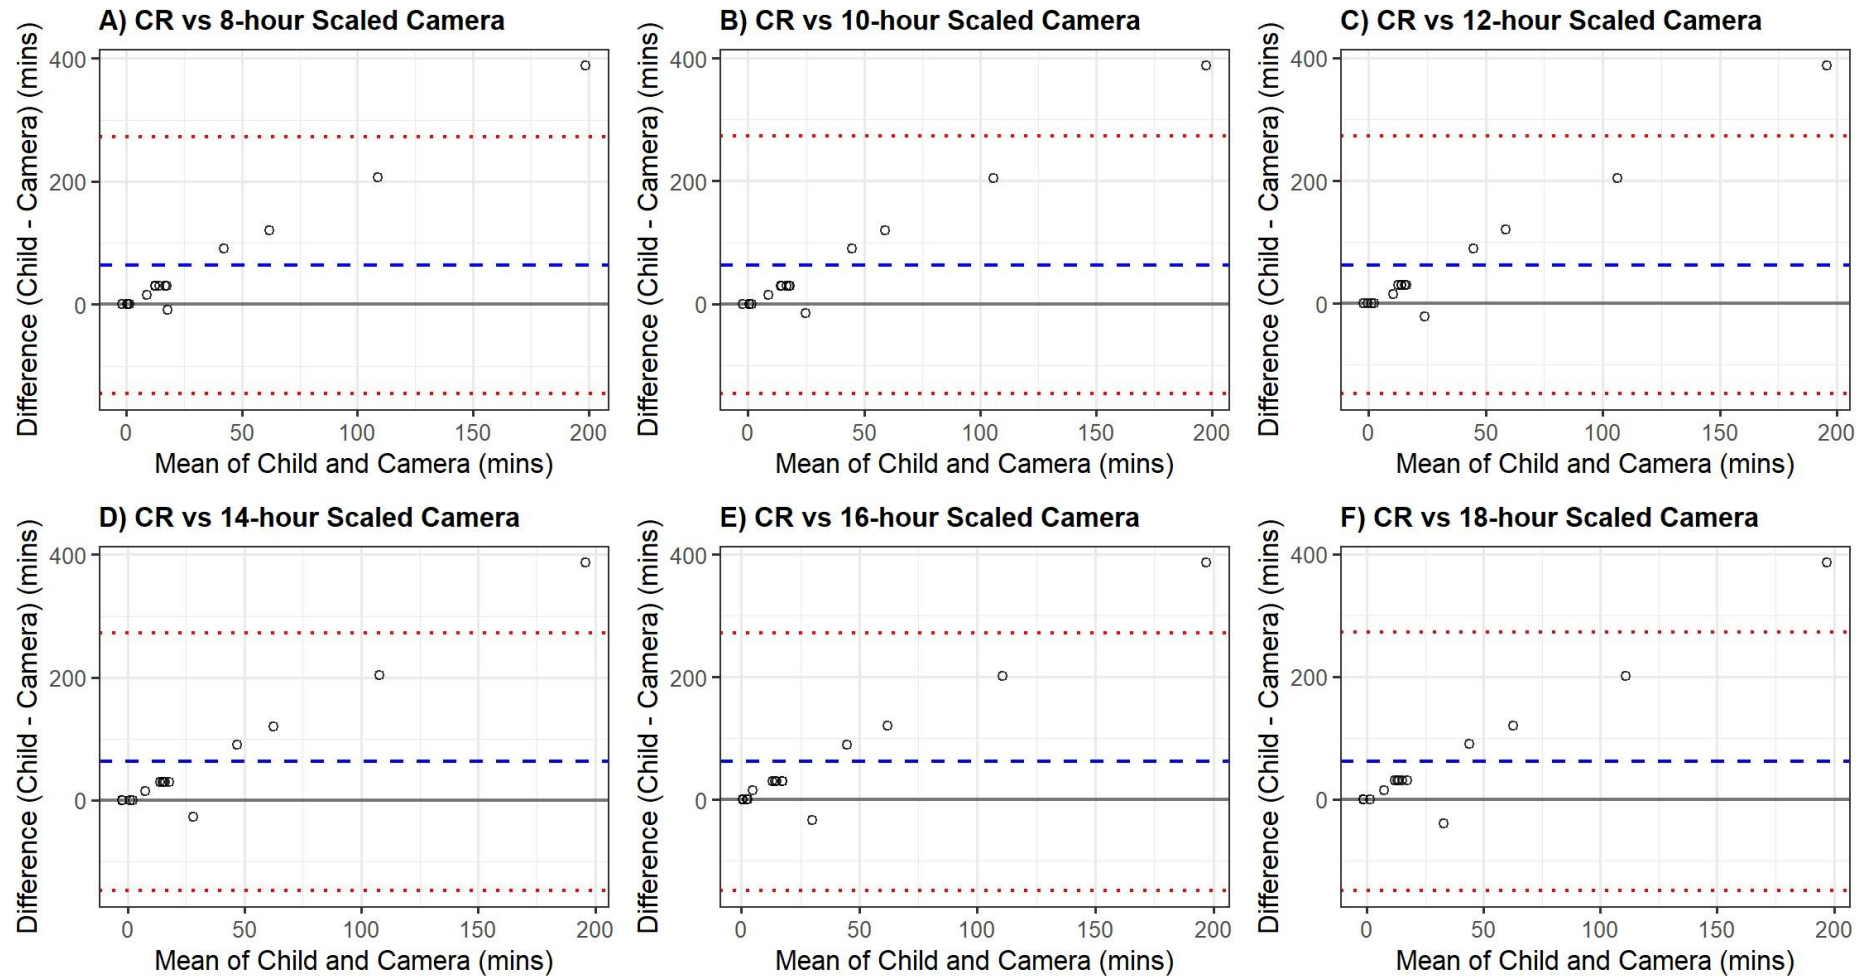 A) CR vs 8-hour Scaled Camera
Difference (Child - Camera) (mins)
400
200
0
0 50 100 150 200
Mean of Child and Camera (mins)
B) CR vs 10-hour Scaled Camera
Difference (Child - Camera) (mins)
400
200
0
0 50 100 150 200
Mean of Child and Camera (mins)
C) CR vs 12-hour Scaled Camera
Difference (Child - Camera) (mins)
400
200
0
0 50 100 150 200
Mean of Child and Camera (mins)
D) CR vs 14-hour Scaled Camera
Difference (Child - Camera) (mins)
400
200
0
0 50 100 150 200
Mean of Child and Camera (mins)
E) CR vs 16-hour Scaled Camera
Difference (Child - Camera) (mins)
400
200
0
0 50 100 150 200
Mean of Child and Camera (mins)
F) CR vs 18-hour Scaled Camera
Difference (Child - Camera) (mins)
400
200
0
0 50 100 150 200
Mean of Child and Camera (mins)